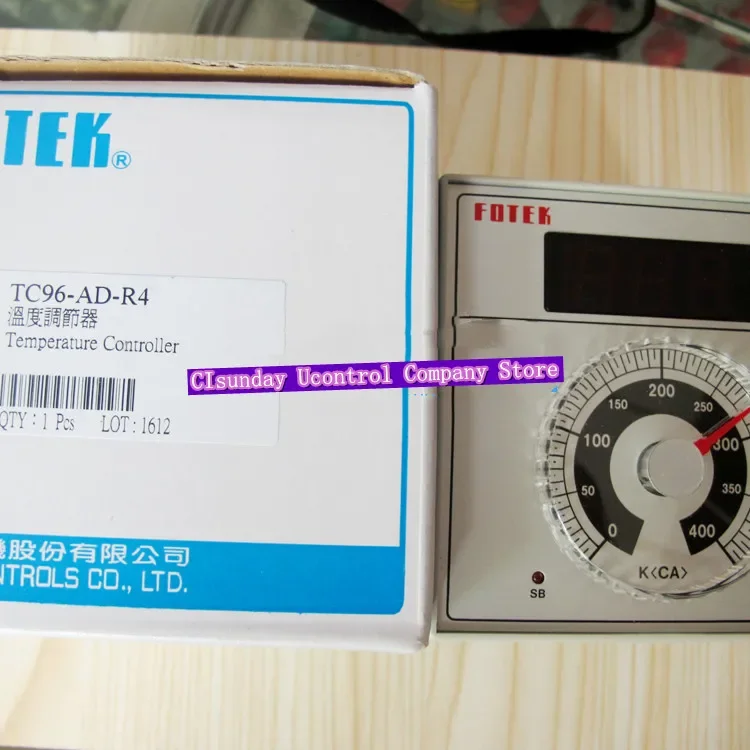 OTEK®
TC96-AD-R4
溫度調節器
Temperature Controller
QTY : 1 Pcs LOT : 1612
機股份有限公司
NTROLS CO., LTD.
CIsunday Ucontrol Company Store
FOTEK
0
50
100
150
200
250
300
350
400
K<CA>
SB